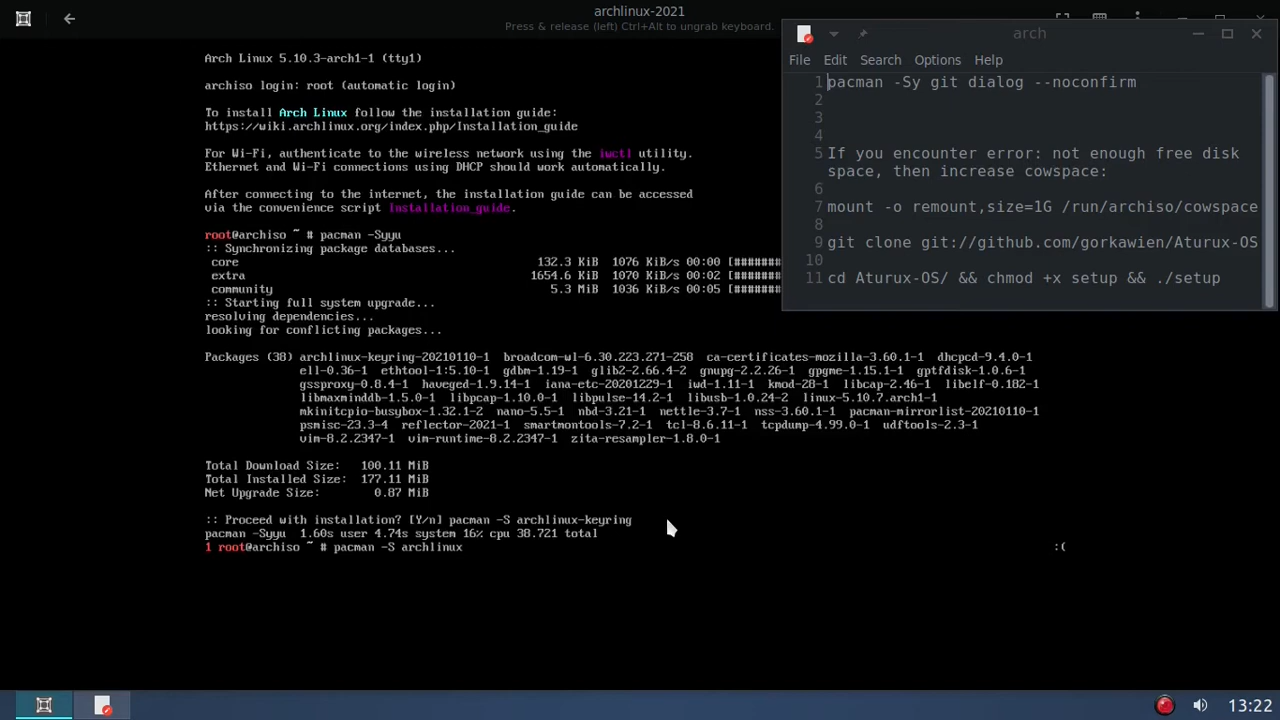 archlinux-2021
Press & release (left) Ctrl+Alt to ungrab keyboard.
Arch Linux 5.10.3-arch1-1 (tty1)
archiso login: root (automatic login)
To install Arch Linux follow the installation guide:
https://wiki.archlinux.org/index.php/Installation_guide
For Wi-Fi, authenticate to the wireless network using the iwctl utility.
Ethernet and Wi-Fi connections using DHCP should work automatically.
After connecting to the internet, the installation guide can be accessed
via the convenience script Installation_guide.
root@archiso ~ # pacman -Syyu
:: Synchronizing package databases...
core 132.3 KiB 1076 KiB/s 00:00 [#######
extra 1654.6 KiB 1070 KiB/s 00:02 [#######
community 5.3 MiB 1036 KiB/s 00:05 [#######
:: Starting full system upgrade...
resolving dependencies...
looking for conflicting packages...
Packages (38) archlinux-keyring-20210110-1 broadcom-wl-6.30.223.271-258 ca-certificates-mozilla-3.60.1-1 dhcpcd-9.4.0-1
ell-0.36-1 ethtool-1:5.10-1 gdbm-1.19-1 glib2-2.66.4-2 gnupg-2.2.26-1 gpgme-1.15.1-1 gptfdisk-1.0.6-1
gssproxy-0.8.4-1 haveged-1.9.14-1 iana-etc-20201229-1 iwd-1.11-1 kmod-28-1 libcap-2.46-1 libelf-0.182-1
libmaxminddb-1.5.0-1 libpcap-1.10.0-1 libpulse-14.2-1 libusb-1.0.24-2 linux-5.10.7.arch1-1
mkinitcpio-busybox-1.32.1-2 nano-5.5-1 nbd-3.21-1 nettle-3.7-1 nss-3.60.1-1 pacman-mirrorlist-20210110-1
psmisc-23.3-4 reflector-2021-1 smartmontools-7.2-1 tcl-8.6.11-1 tcpdump-4.99.0-1 udftools-2.3-1
vim-8.2.2347-1 vim-runtime-8.2.2347-1 zita-resampler-1.8.0-1
Total Download Size: 100.11 MiB
Total Installed Size: 177.11 MiB
Net Upgrade Size: 0.87 MiB
:: Proceed with installation? [Y/n] pacman -S archlinux-keyring
pacman -Syyu 1.60s user 4.74s system 16% cpu 38.721 total
1 root@archiso ~ # pacman -S archlinux :(
arch
File Edit Search Options Help
1 pacman -Sy git dialog --noconfirm
2
3
4
5 If you encounter error: not enough free disk
space, then increase cowspace:
6
7 mount -o remount,size=1G /run/archiso/cowspace
8
9 git clone git://github.com/gorkawien/Aturux-OS
10
11 cd Aturux-OS/ && chmod +x setup && ./setup
13:22